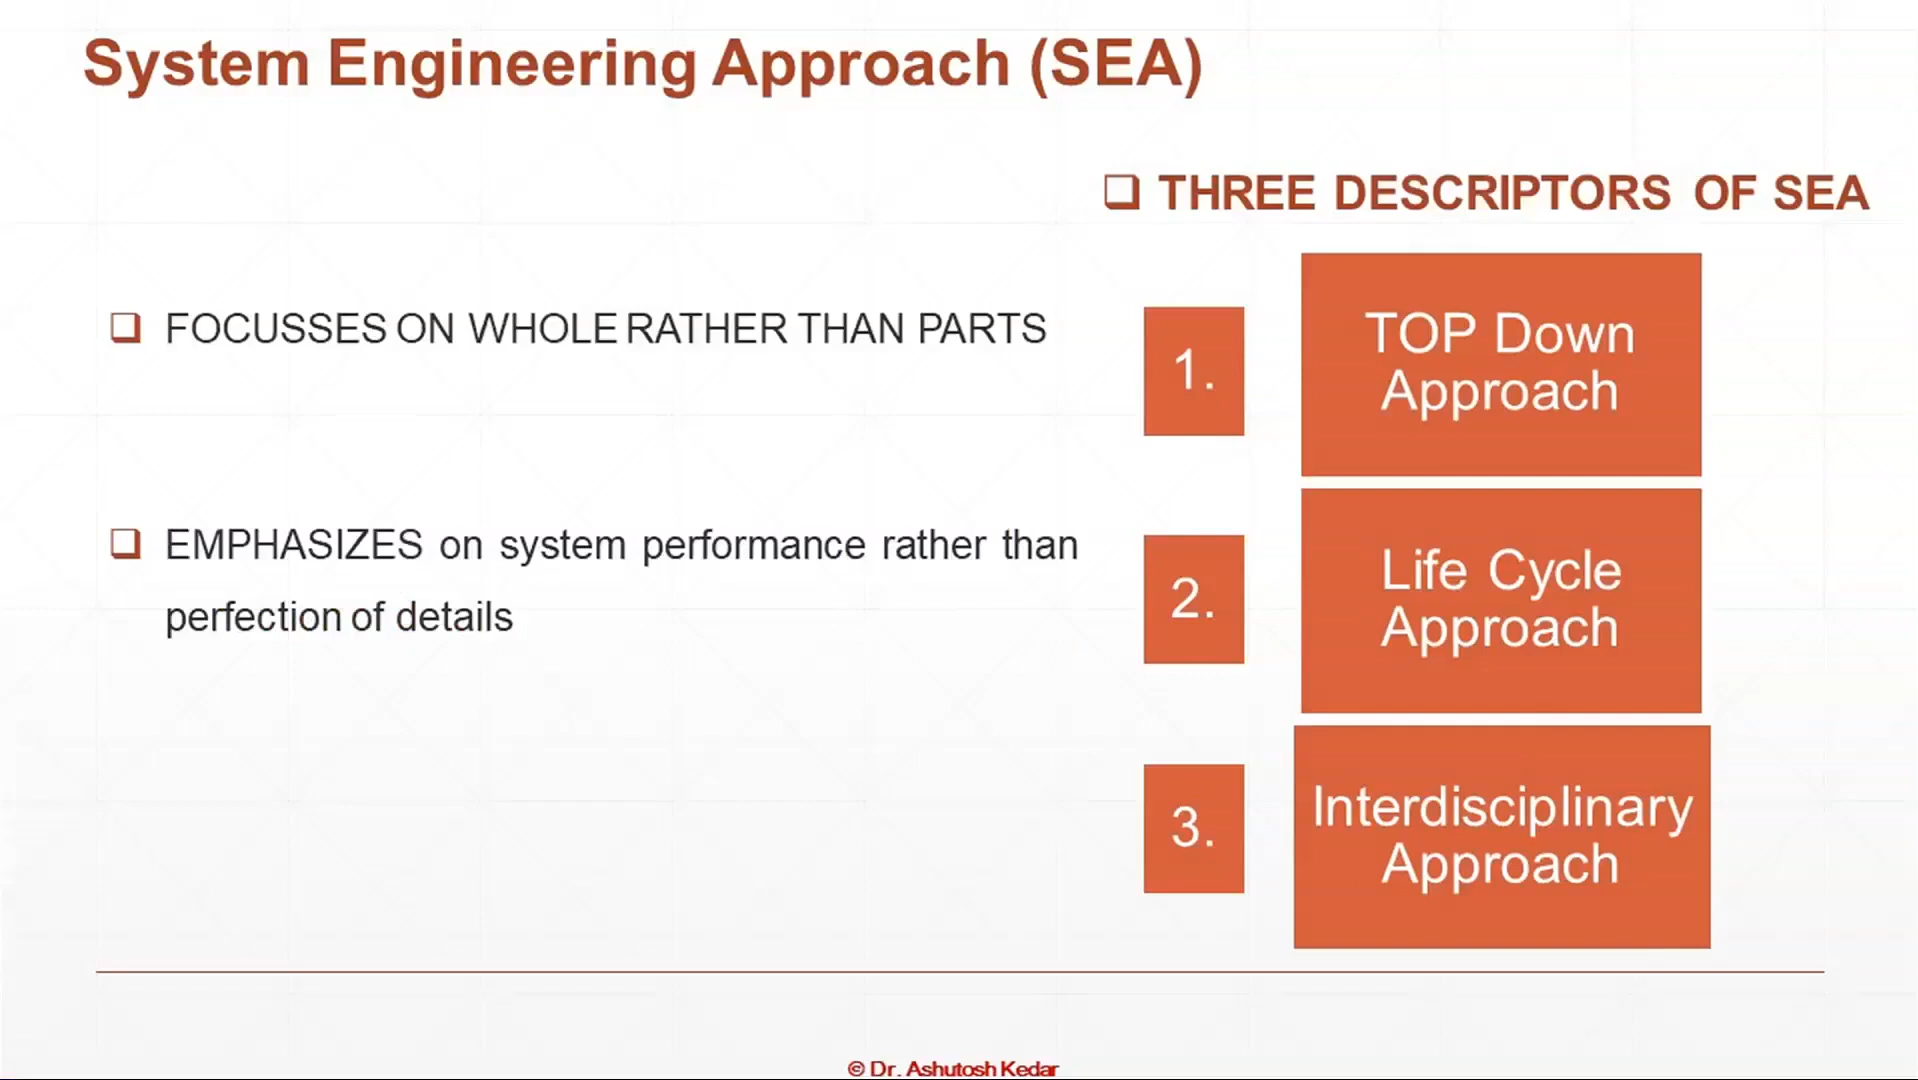 System Engineering Approach (SEA)
FOCUSSES ON WHOLE RATHER THAN PARTS
EMPHASIZES on system performance rather than
perfection of details
THREE DESCRIPTORS OF SEA
1.
TOP Down
Approach
2.
Life Cycle
Approach
3.
Interdisciplinary
Approach
© Dr. Ashutosh Kedar